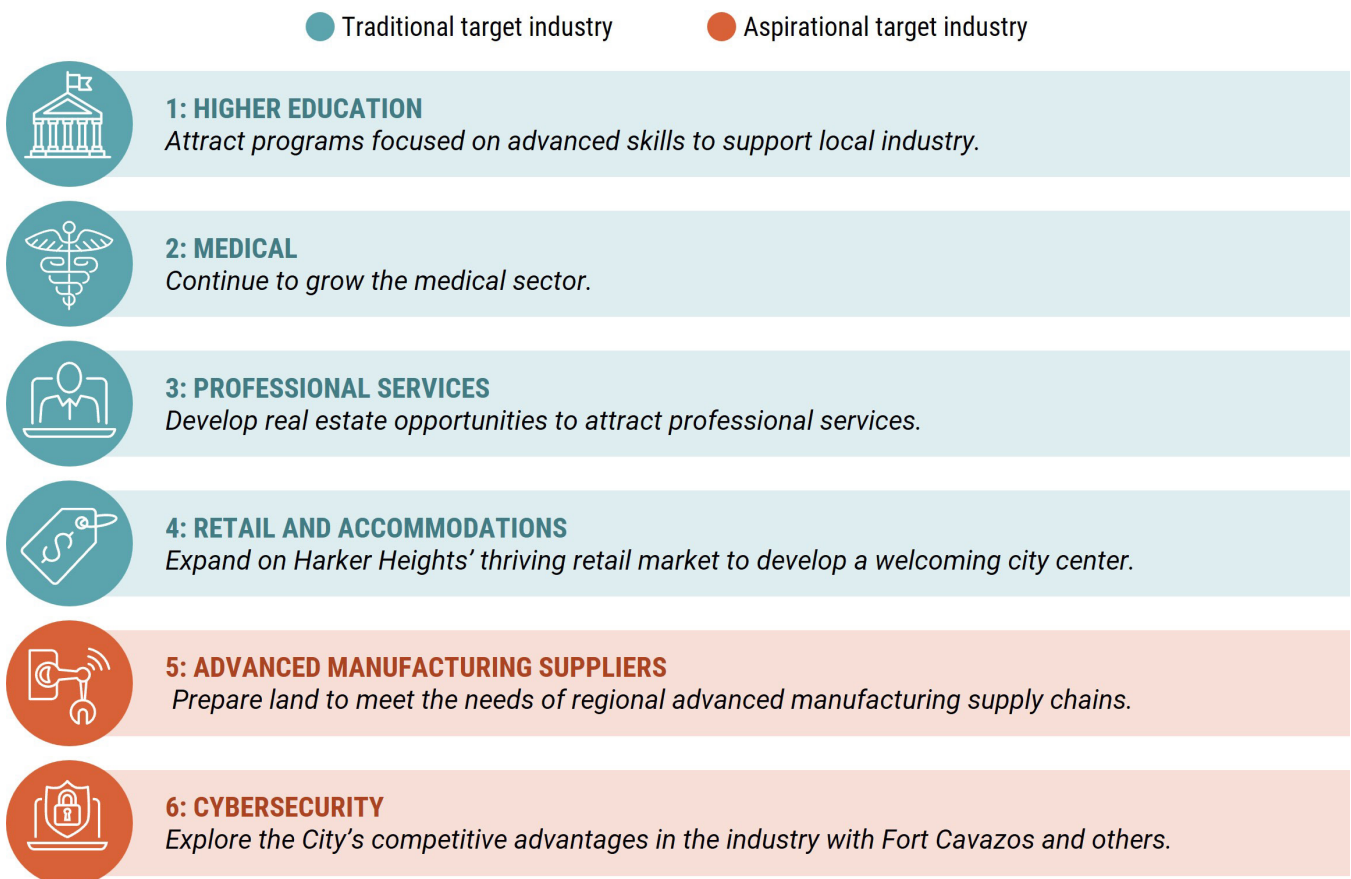 Traditional target industry
Aspirational target industry
1: HIGHER EDUCATION
Attract programs focused on advanced skills to support local industry.
2: MEDICAL
Continue to grow the medical sector.
3: PROFESSIONAL SERVICES
Develop real estate opportunities to attract professional services.
$
4: RETAIL AND ACCOMMODATIONS
Expand on Harker Heights’ thriving retail market to develop a welcoming city center.
5: ADVANCED MANUFACTURING SUPPLIERS
Prepare land to meet the needs of regional advanced manufacturing supply chains.
6: CYBERSECURITY
Explore the City’s competitive advantages in the industry with Fort Cavazos and others.